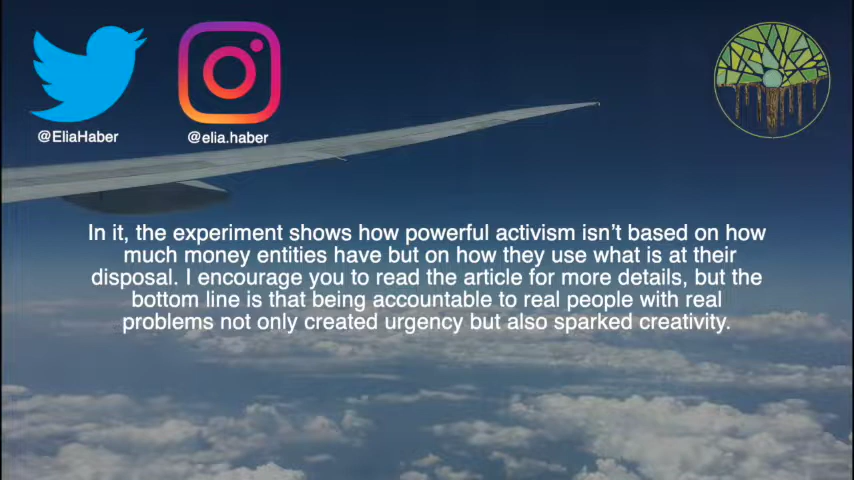 @EliaHaber
@elia.haber
In it, the experiment shows how powerful activism isn't based on how
much money entities have but on how they use what is at their
disposal. I encourage you to read the article for more details, but the
bottom line is that being accountable to real people with real
problems not only created urgency but also sparked creativity.